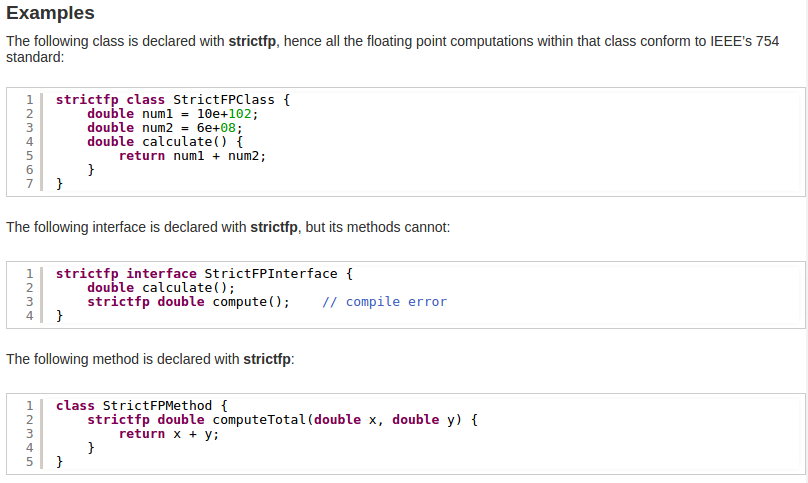 Examples
The following class is declared with strictfp, hence all the floating point computations within that class conform to IEEE's 754
standard:
1 strictfp class StrictFPClass {
2     double num1 = 10e+102;
3     double num2 = 6e+08;
4     double calculate() {
5         return num1 + num2;
6     }
7 }
The following interface is declared with strictfp, but its methods cannot:
1 strictfp interface StrictFPInterface {
2     double calculate();
3     strictfp double compute();    // compile error
4 }
The following method is declared with strictfp:
1 class StrictFPMethod {
2     strictfp double computeTotal(double x, double y) {
3         return x + y;
4     }
5 }